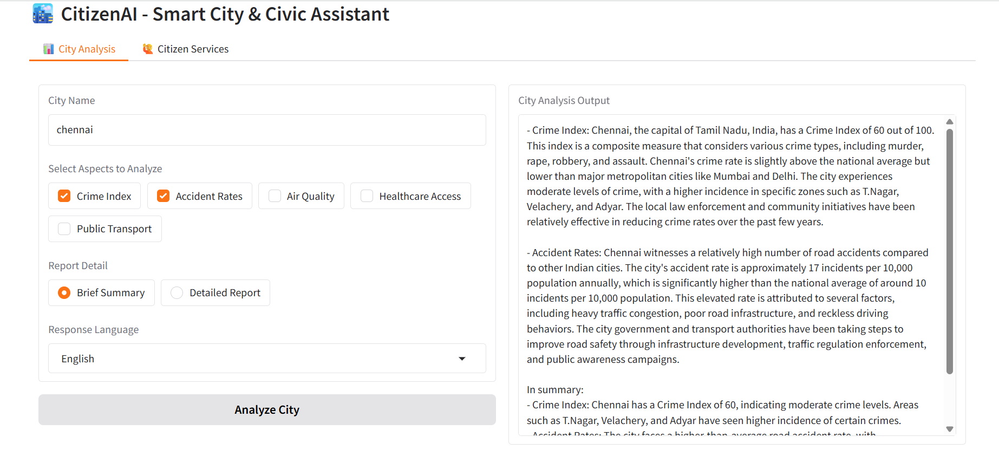 CitizenAI - Smart City & Civic Assistant
City Analysis
Citizen Services
City Name
chennai
Select Aspects to Analyze
Crime Index
Accident Rates
Air Quality
Healthcare Access
Public Transport
Report Detail
Brief Summary
Detailed Report
Response Language
English
Analyze City
City Analysis Output
- Crime Index: Chennai, the capital of Tamil Nadu, India, has a Crime Index of 60 out of 100.
This index is a composite measure that considers various crime types, including murder,
rape, robbery, and assault. Chennai's crime rate is slightly above the national average but
lower than major metropolitan cities like Mumbai and Delhi. The city experiences
moderate levels of crime, with a higher incidence in specific zones such as T.Nagar,
Velachery, and Adyar. The local law enforcement and community initiatives have been
relatively effective in reducing crime rates over the past few years.
- Accident Rates: Chennai witnesses a relatively high number of road accidents compared
to other Indian cities. The city's accident rate is approximately 17 incidents per 10,000
population annually, which is significantly higher than the national average of around 10
incidents per 10,000 population. This elevated rate is attributed to several factors,
including heavy traffic congestion, poor road infrastructure, and reckless driving
behaviors. The city government and transport authorities have been taking steps to
improve road safety through infrastructure development, traffic regulation enforcement,
and public awareness campaigns.
In summary:
- Crime Index: Chennai has a Crime Index of 60, indicating moderate crime levels. Areas
such as T.Nagar, Velachery, and Adyar have seen higher incidence of certain crimes.
- Accident Rates: The city faces a higher-than-average road accident rate, with